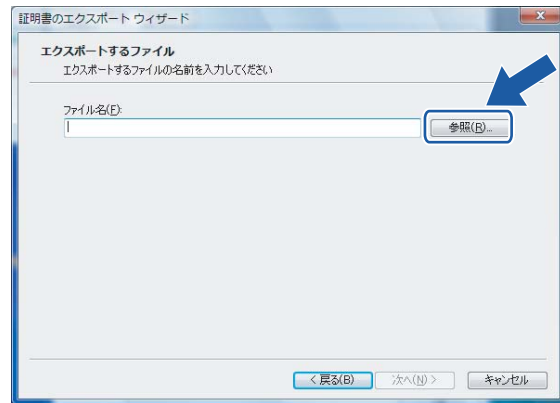 証明書のエクスポート ウィザード
エクスポートするファイル
エクスポートするファイルの名前を入力してください
ファイル名(F):
参照(R)...
< 戻る(B)
次へ(N) >
キャンセル